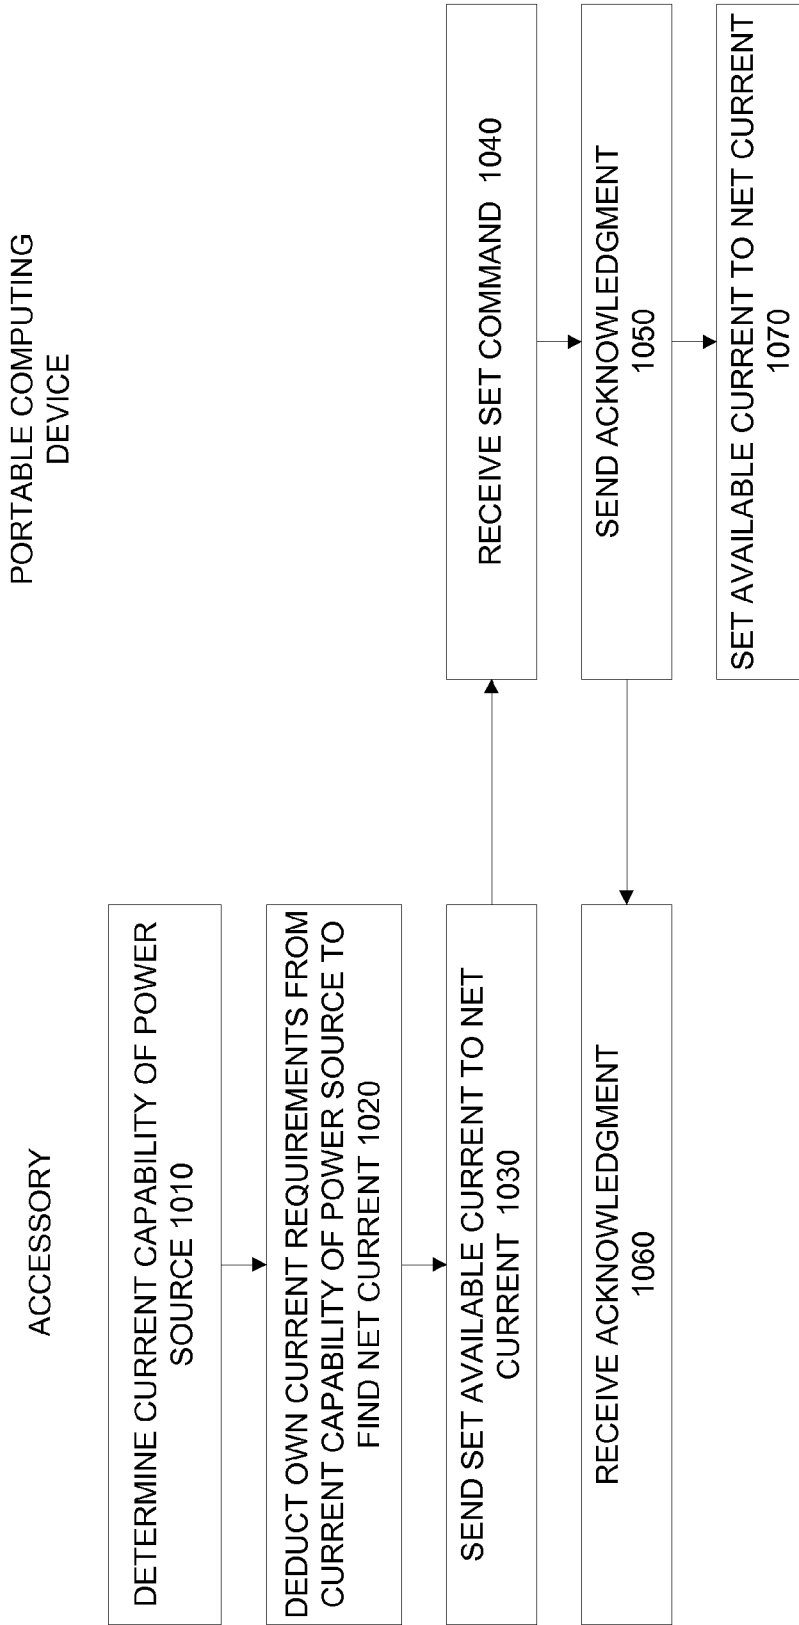 ACCESSORY
PORTABLE COMPUTING
DEVICE
DETERMINE CURRENT CAPABILITY OF POWER
SOURCE 1010
DEDUCT OWN CURRENT REQUIREMENTS FROM
CURRENT CAPABILITY OF POWER SOURCE TO
FIND NET CURRENT 1020
SEND SET AVAILABLE CURRENT TO NET
CURRENT 1030
RECEIVE SET COMMAND 1040
SEND ACKNOWLEDGMENT
1050
RECEIVE ACKNOWLEDGMENT
1060
SET AVAILABLE CURRENT TO NET CURRENT
1070